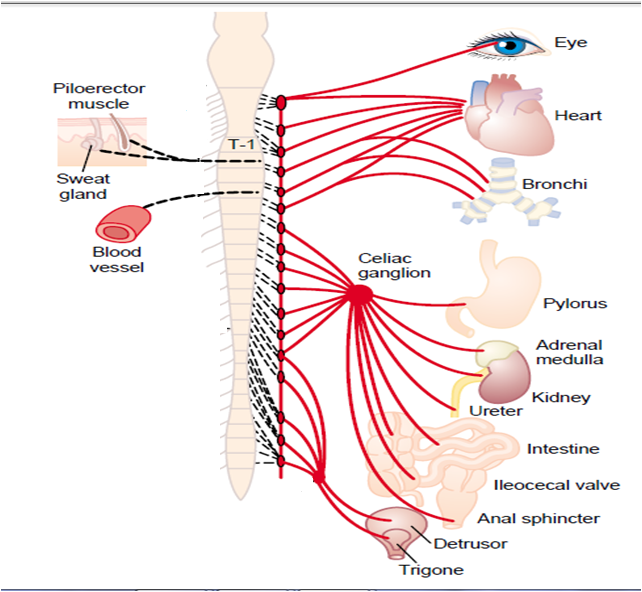 Eye
Piloerector
muscle
Heart
T-1
Sweat
gland
Bronchi
Blood
vessel
Celiac
ganglion
Pylorus
Adrenal
medulla
Kidney
Ureter
Intestine
Ileocecal valve
Anal sphincter
Detrusor
Trigone